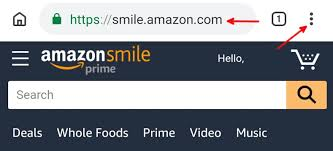 https://smile.amazon.com 1
amazonsmile Hello,
prime
Search
Deals Whole Foods Prime Video Music